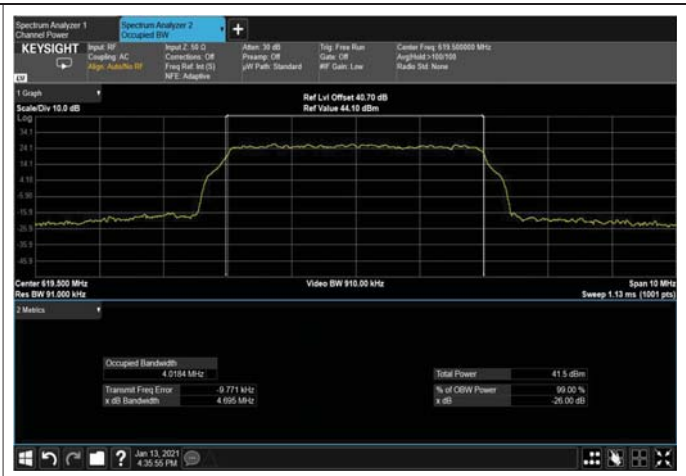 Spectrum Analyzer 1
Channel Power
Spectrum Analyzer 2
Occupied BW
+
KEYSIGHT
LXI
Input: RF
Coupling: AC
Align: Auto/No RF
Input Z: 50 Ω
Corrections: Off
Freq Ref: Int (S)
NFE: Adaptive
Atten: 30 dB
Preamp: Off
µW Path: Standard
Trig: Free Run
Gate: Off
#IF Gain: Low
Center Freq: 619.500000 MHz
Avg|Hold:>100/100
Radio Std: None
1 Graph
Scale/Div 10.0 dB
Ref Lvl Offset 40.70 dB
Ref Value 44.10 dBm
Log
34.1
24.1
14.1
4.10
-5.90
-15.9
-25.9
-35.9
-45.9
Center 619.500 MHz
Video BW 910.00 kHz
Span 10 MHz
Res BW 91.000 kHz
Sweep 1.13 ms (1001 pts)
2 Metrics
Occupied Bandwidth
4.0184 MHz
Total Power 41.5 dBm
Transmit Freq Error -9.771 kHz
% of OBW Power 99.00 %
x dB Bandwidth 4.695 MHz
x dB -26.00 dB
?
Jan 13, 2021
4:35:55 PM